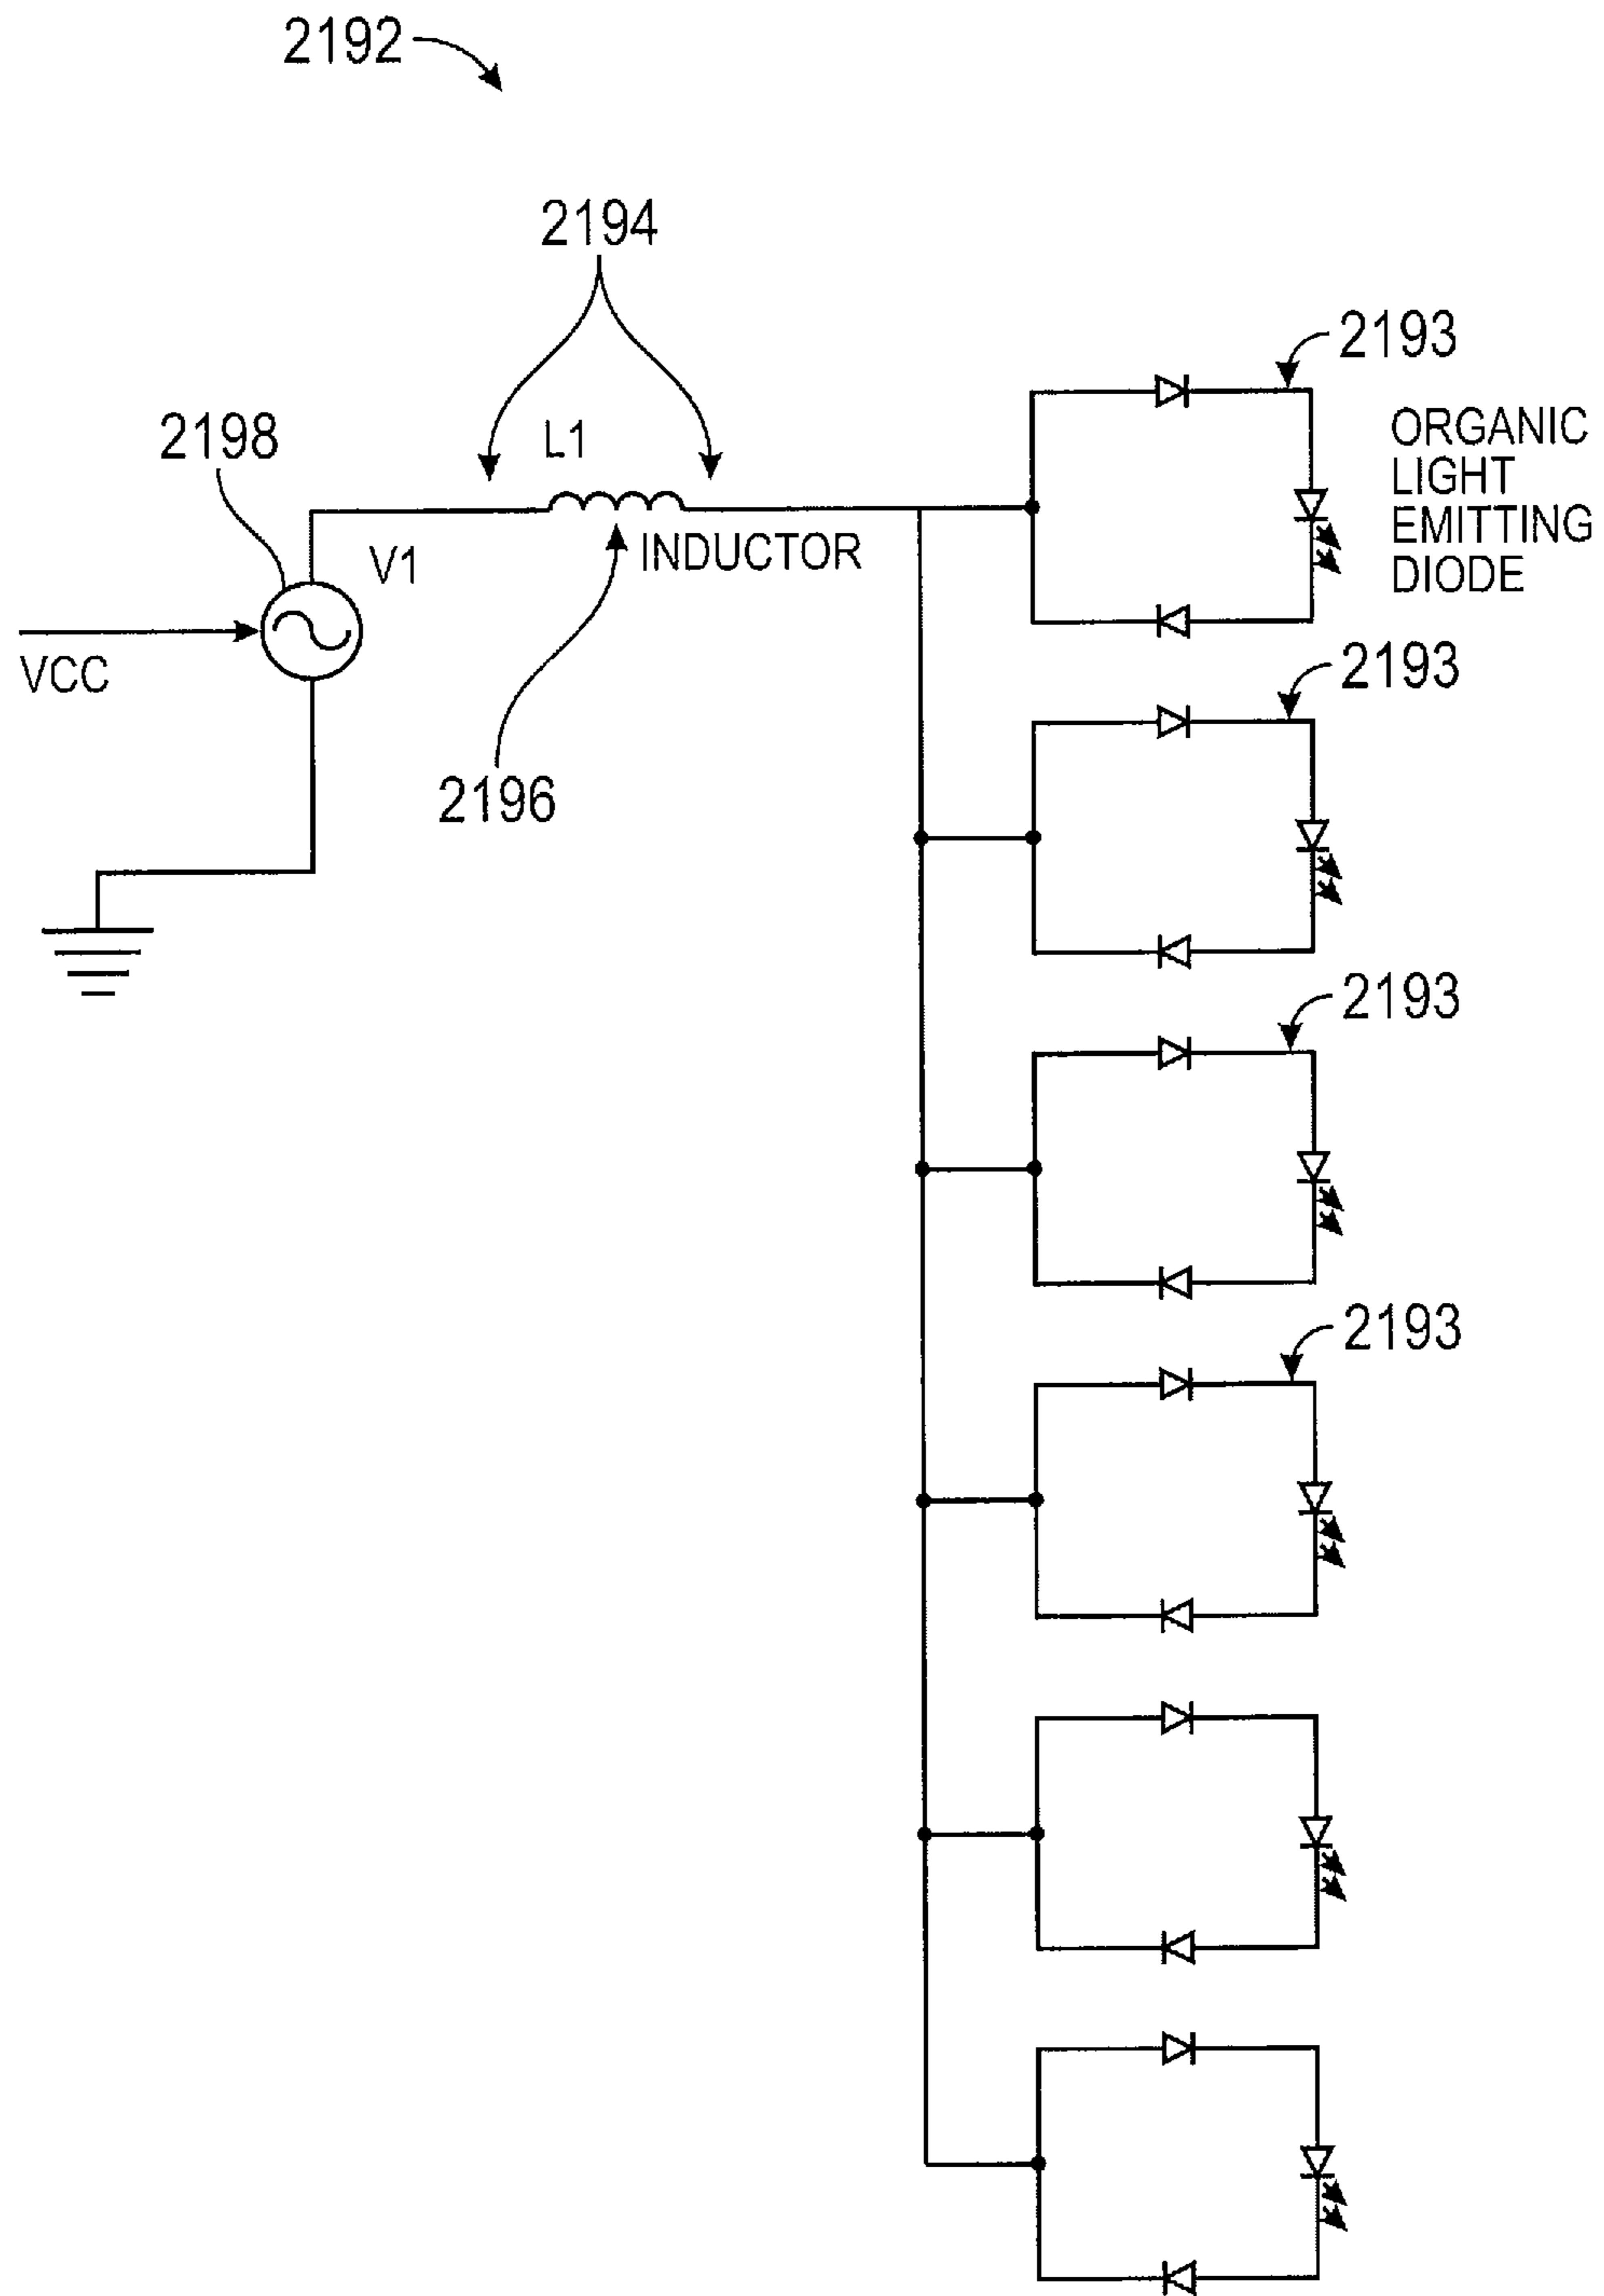 2192
2194
2193
ORGANIC
LIGHT
EMITTING
DIODE
2198
L1
V1
INDUCTOR
VCC
2193
2196
2193
2193